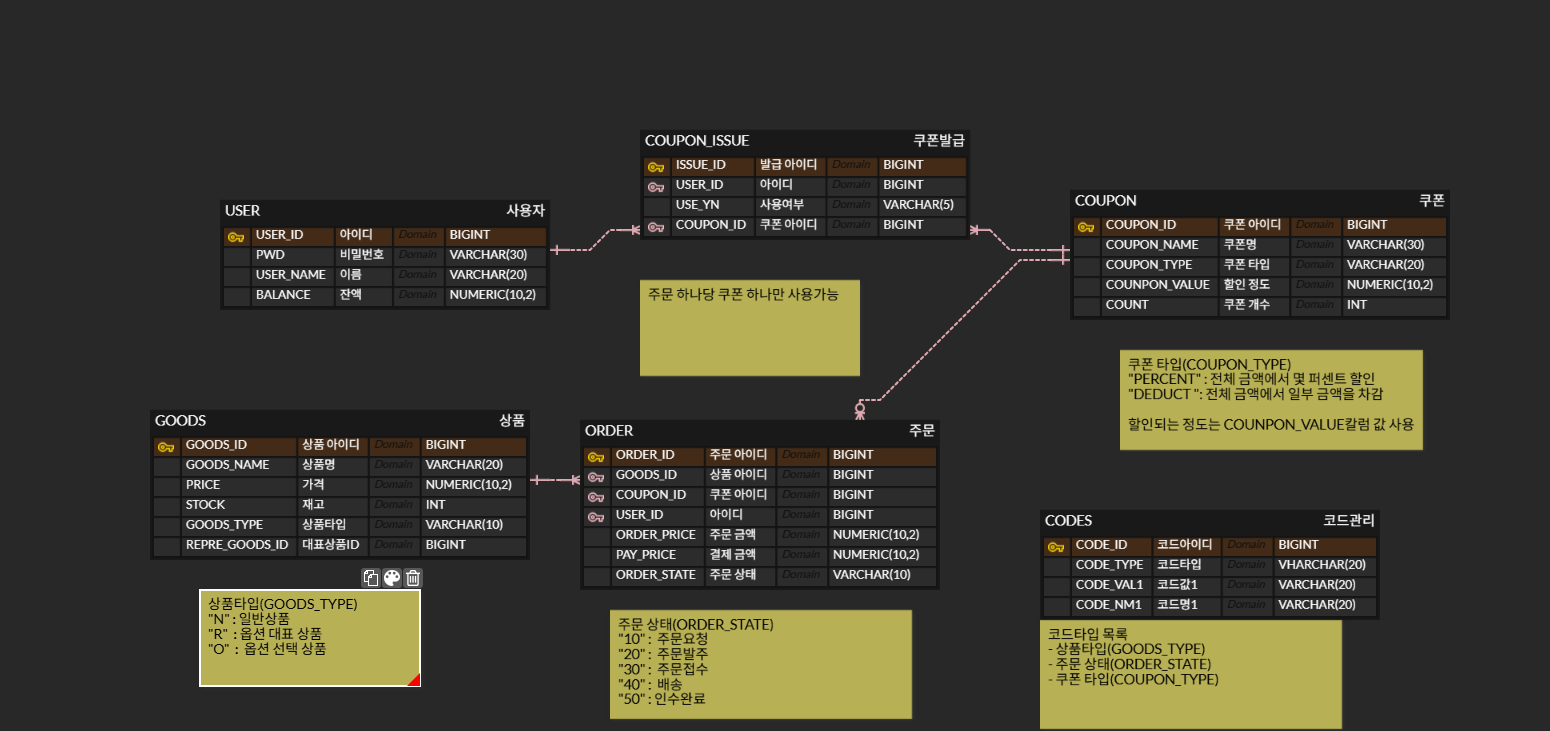 COUPON_ISSUE 쿠폰발급
ISSUE_ID 발급 아이디 Domain BIGINT
USER_ID 아이디 Domain BIGINT
USE_YN 사용여부 Domain VARCHAR(5)
COUPON_ID 쿠폰 아이디 Domain BIGINT
USER 사용자
USER_ID 아이디 Domain BIGINT
PWD 비밀번호 Domain VARCHAR(30)
USER_NAME 이름 Domain VARCHAR(20)
BALANCE 잔액 Domain NUMERIC(10,2)
COUPON 쿠폰
COUPON_ID 쿠폰 아이디 Domain BIGINT
COUPON_NAME 쿠폰명 Domain VARCHAR(30)
COUPON_TYPE 쿠폰 타입 Domain VARCHAR(20)
COUNPON_VALUE 할인 정도 Domain NUMERIC(10,2)
COUNT 쿠폰 개수 Domain INT
주문 하나당 쿠폰 하나만 사용가능
쿠폰 타입(COUPON_TYPE)
"PERCENT" : 전체 금액에서 몇 퍼센트 할인
"DEDUCT ": 전체 금액에서 일부 금액을 차감
할인되는 정도는 COUNPON_VALUE칼럼 값 사용
GOODS 상품
GOODS_ID 상품 아이디 Domain BIGINT
GOODS_NAME 상품명 Domain VARCHAR(20)
PRICE 가격 Domain NUMERIC(10,2)
STOCK 재고 Domain INT
GOODS_TYPE 상품타입 Domain VARCHAR(10)
REPRE_GOODS_ID 대표상품ID Domain BIGINT
ORDER 주문
ORDER_ID 주문 아이디 Domain BIGINT
GOODS_ID 상품 아이디 Domain BIGINT
COUPON_ID 쿠폰 아이디 Domain BIGINT
USER_ID 아이디 Domain BIGINT
ORDER_PRICE 주문 금액 Domain NUMERIC(10,2)
PAY_PRICE 결제 금액 Domain NUMERIC(10,2)
ORDER_STATE 주문 상태 Domain VARCHAR(10)
CODES 코드관리
CODE_ID 코드아이디 Domain BIGINT
CODE_TYPE 코드타입 Domain VHARCHAR(20)
CODE_VAL1 코드값1 Domain VARCHAR(20)
CODE_NM1 코드명1 Domain VARCHAR(20)
상품타입(GOODS_TYPE)
"N" : 일반상품
"R" : 옵션 대표 상품
"O" : 옵션 선택 상품
주문 상태(ORDER_STATE)
"10" : 주문요청
"20" : 주문발주
"30" : 주문접수
"40" : 배송
"50" : 인수완료
코드타입 목록
- 상품타입(GOODS_TYPE)
- 주문 상태(ORDER_STATE)
- 쿠폰 타입(COUPON_TYPE)